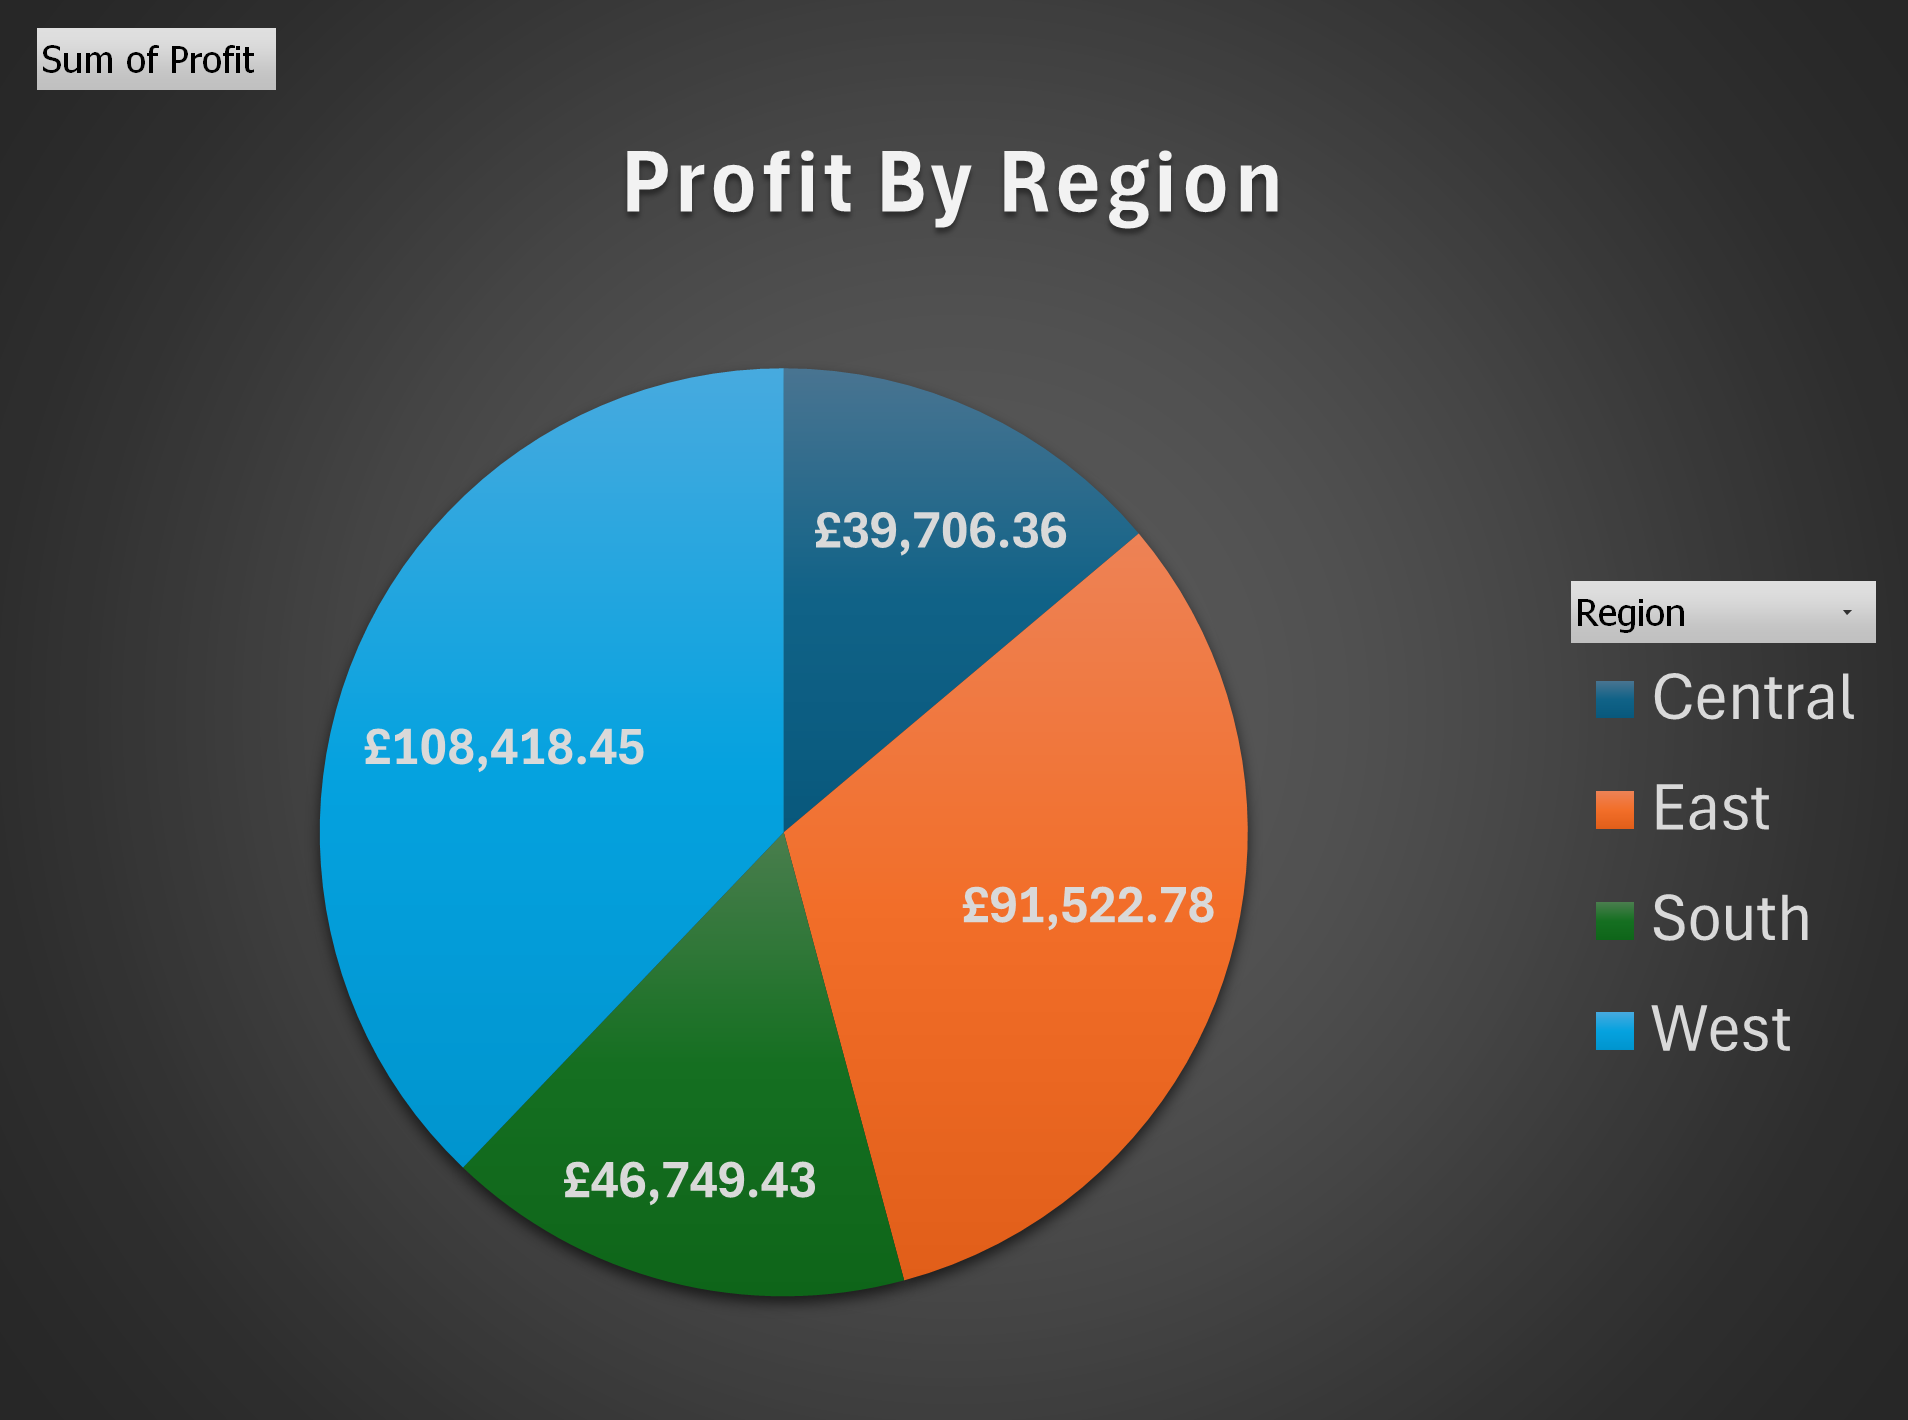 Sum of Profit
Profit By Region
£39,706.36
£108,418.45
£91,522.78
£46,749.43
Region
Central
East
South
West